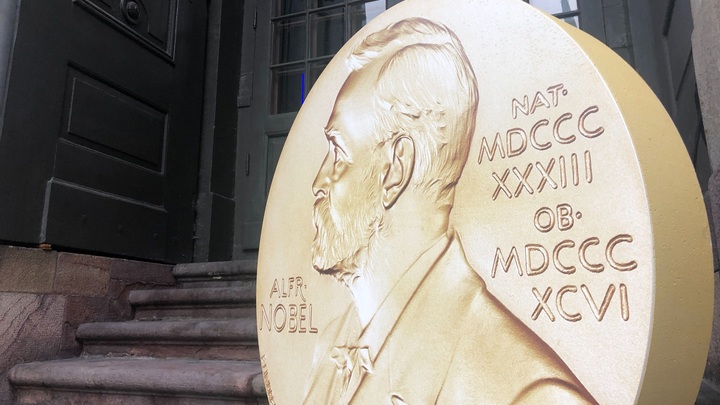 ALFR·
NOBEL
NAT·
MDCCC
XXXIII
OB·
MDCCC
XCVI